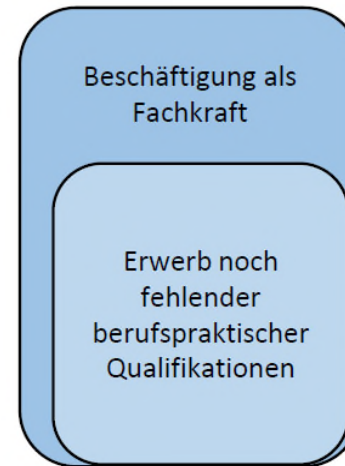 Beschäftigung als
Fachkraft
Erwerb noch
fehlender
berufspraktischer
Qualifikationen